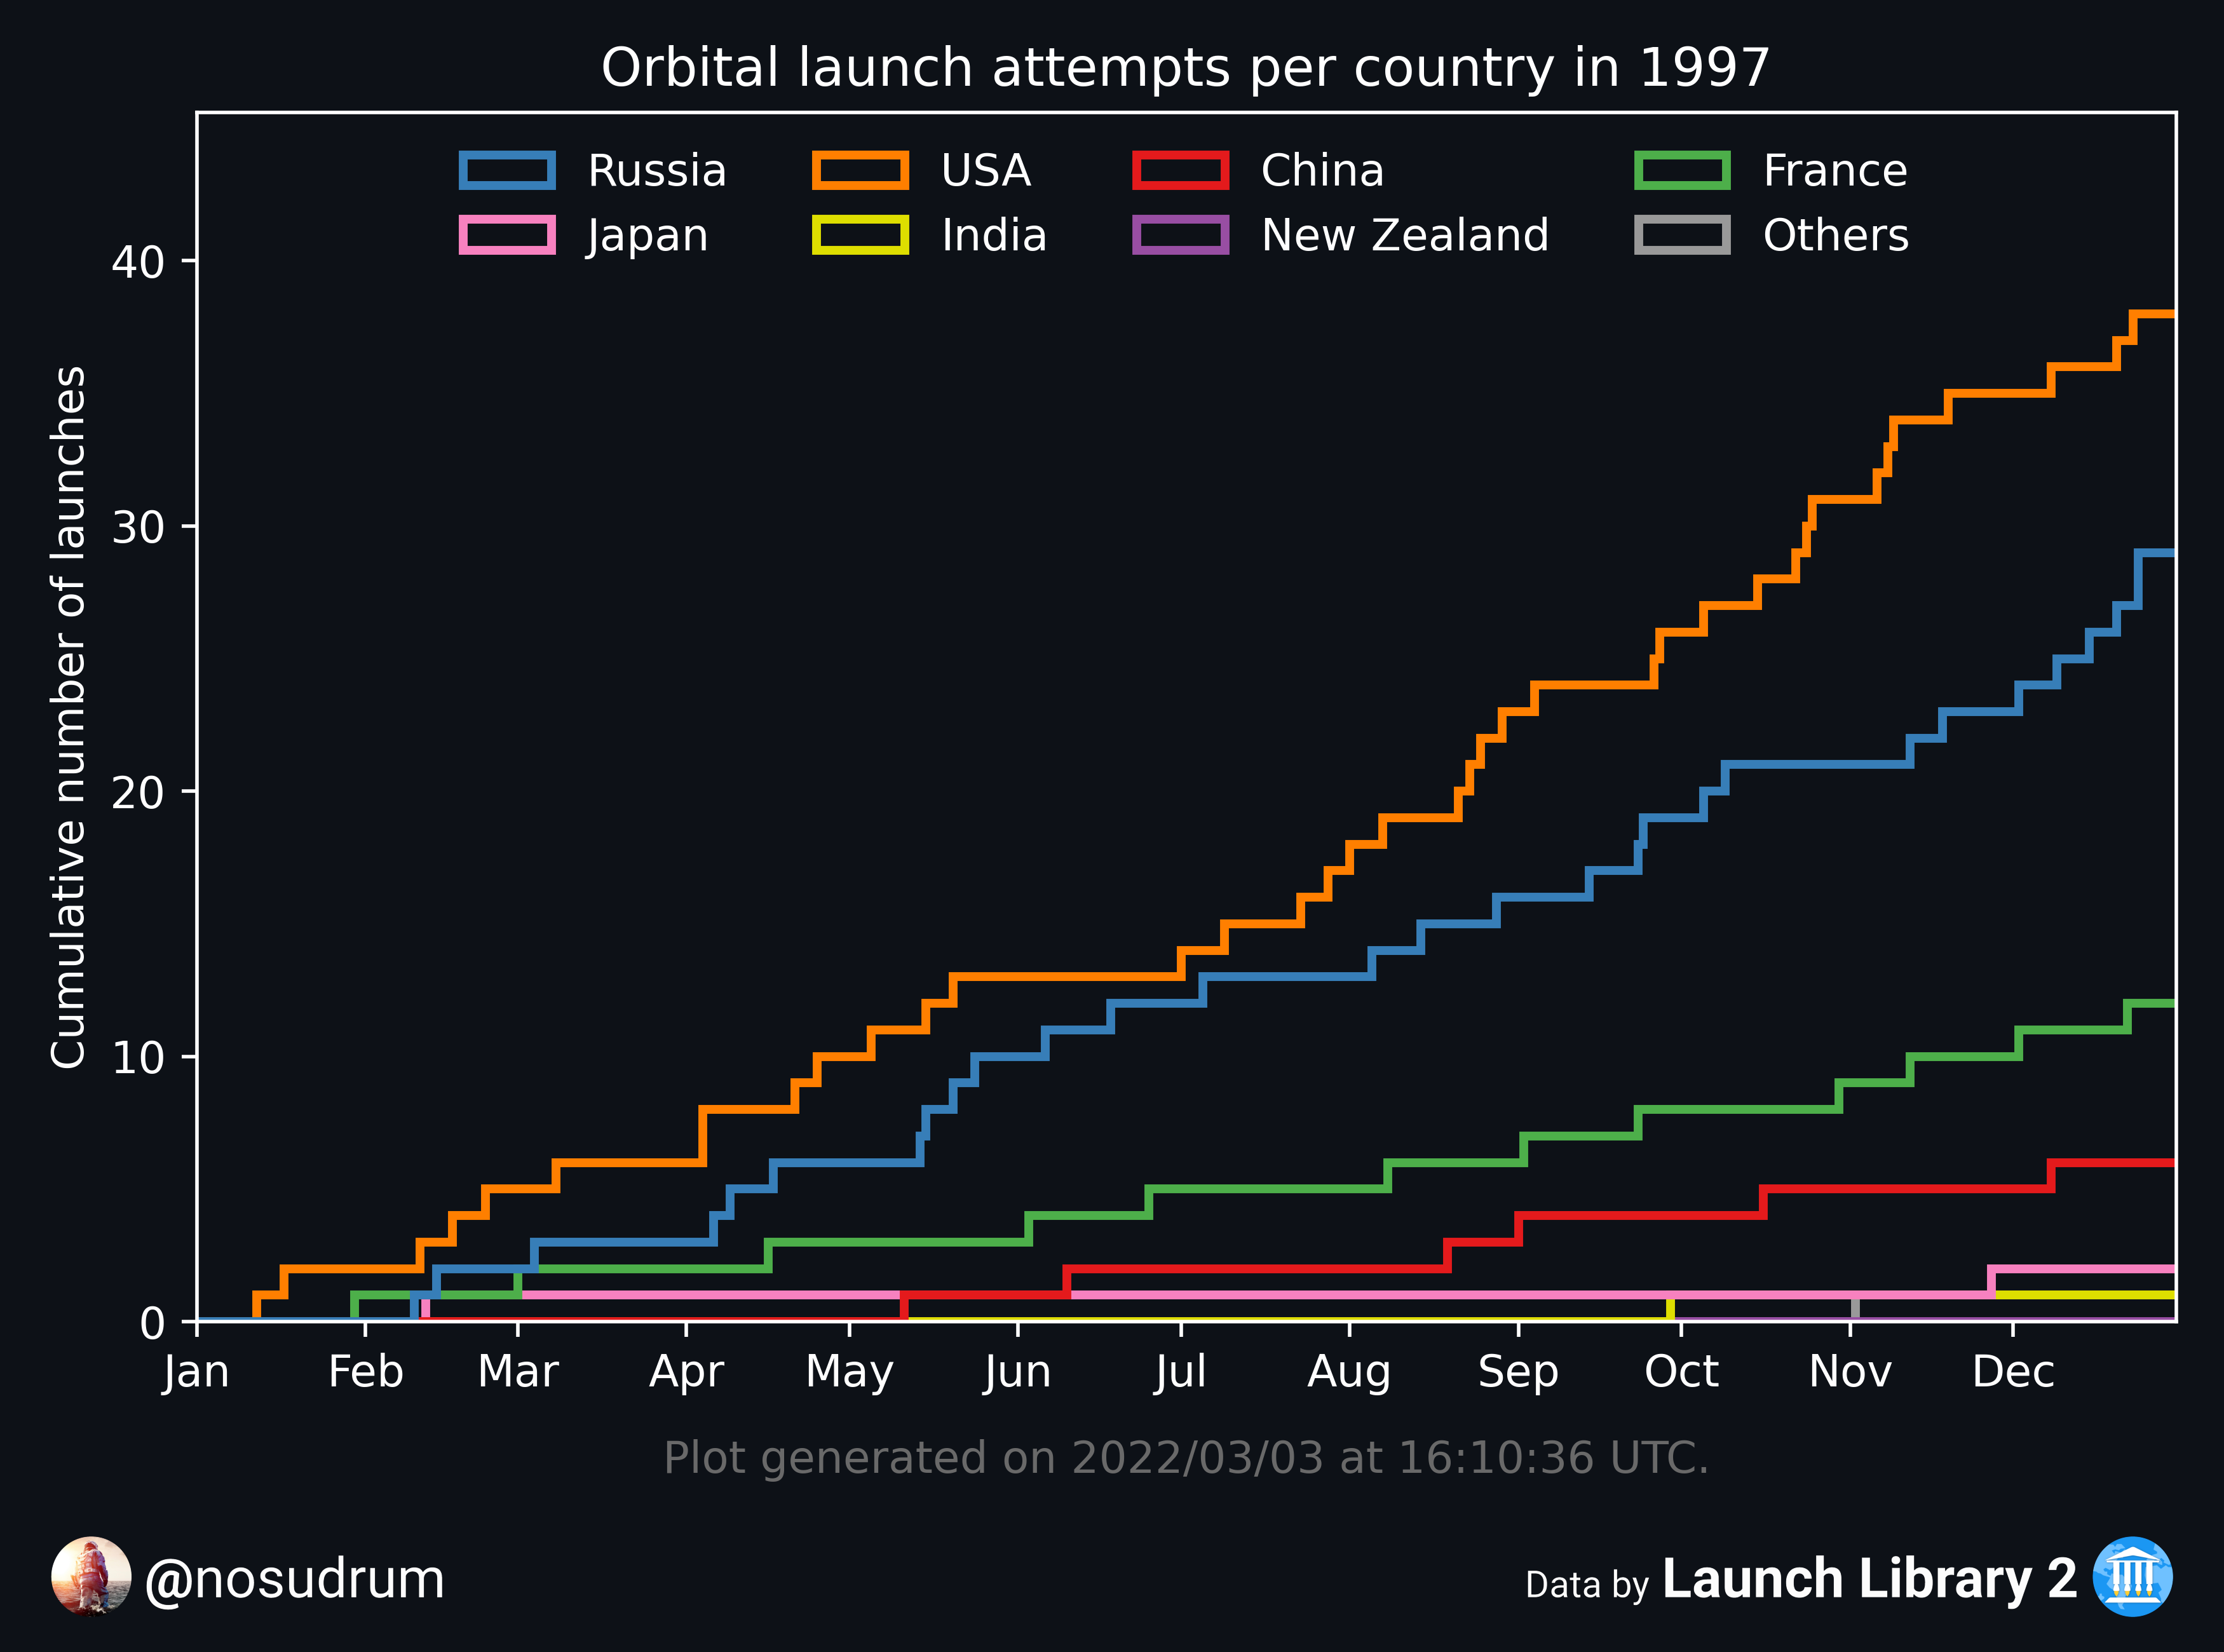 Orbital launch attempts per country in 1997
Russia USA China France
Japan India New Zealand Others
Cumulative number of launches
40
30
20
10
0
Jan Feb Mar Apr May Jun Jul Aug Sep Oct Nov Dec
Plot generated on 2022/03/03 at 16:10:36 UTC.
@nosudrum
Data by Launch Library 2